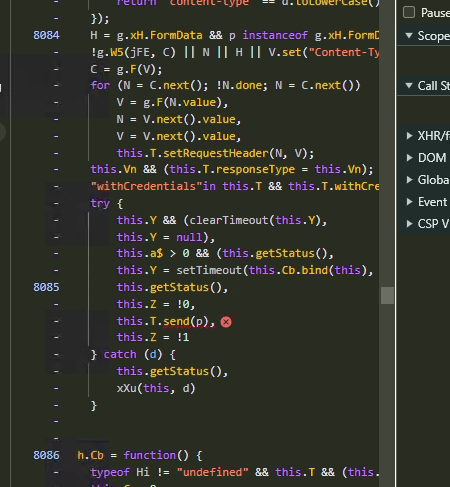 return "content-type" == d.toLowerCase()
- });
8084 H = g.xH.FormData && p instanceof g.xH.FormD
- !g.W5(jFE, C) || N || H || V.set("Content-Ty
- C = g.F(V);
- for (N = C.next(); !N.done; N = C.next())
- V = g.F(N.value),
- N = V.next().value,
- V = V.next().value,
- this.T.setRequestHeader(N, V);
- this.Vn && (this.T.responseType = this.Vn);
- "withCredentials"in this.T && this.T.withCre
- try {
- this.Y && (clearTimeout(this.Y),
- this.Y = null),
- this.a$ > 0 && (this.getStatus(),
- this.Y = setTimeout(this.Cb.bind(this),
8085 this.getStatus(),
- this.Z = !0,
- this.T.send(p),
- this.Z = !1
- } catch (d) {
- this.getStatus(),
- xXu(this, d)
- }
-
-
8086 h.Cb = function() {
- typeof Hi != "undefined" && this.T && (this.
Pause
Scope
Call St
XHR/f
DOM
Globa
Event
CSP V